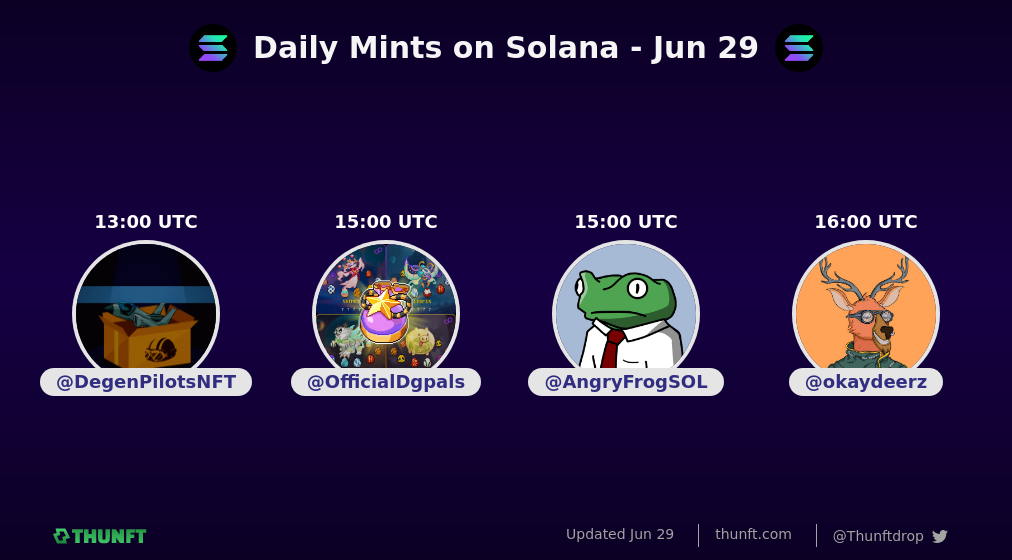 Daily Mints on Solana - Jun 29
13:00 UTC
15:00 UTC
15:00 UTC
16:00 UTC
@DegenPilotsNFT
@OfficialDgpals
@AngryFrogSOL
@okaydeerz
THUNFT
Updated Jun 29
thunft.com
@Thunftdrop